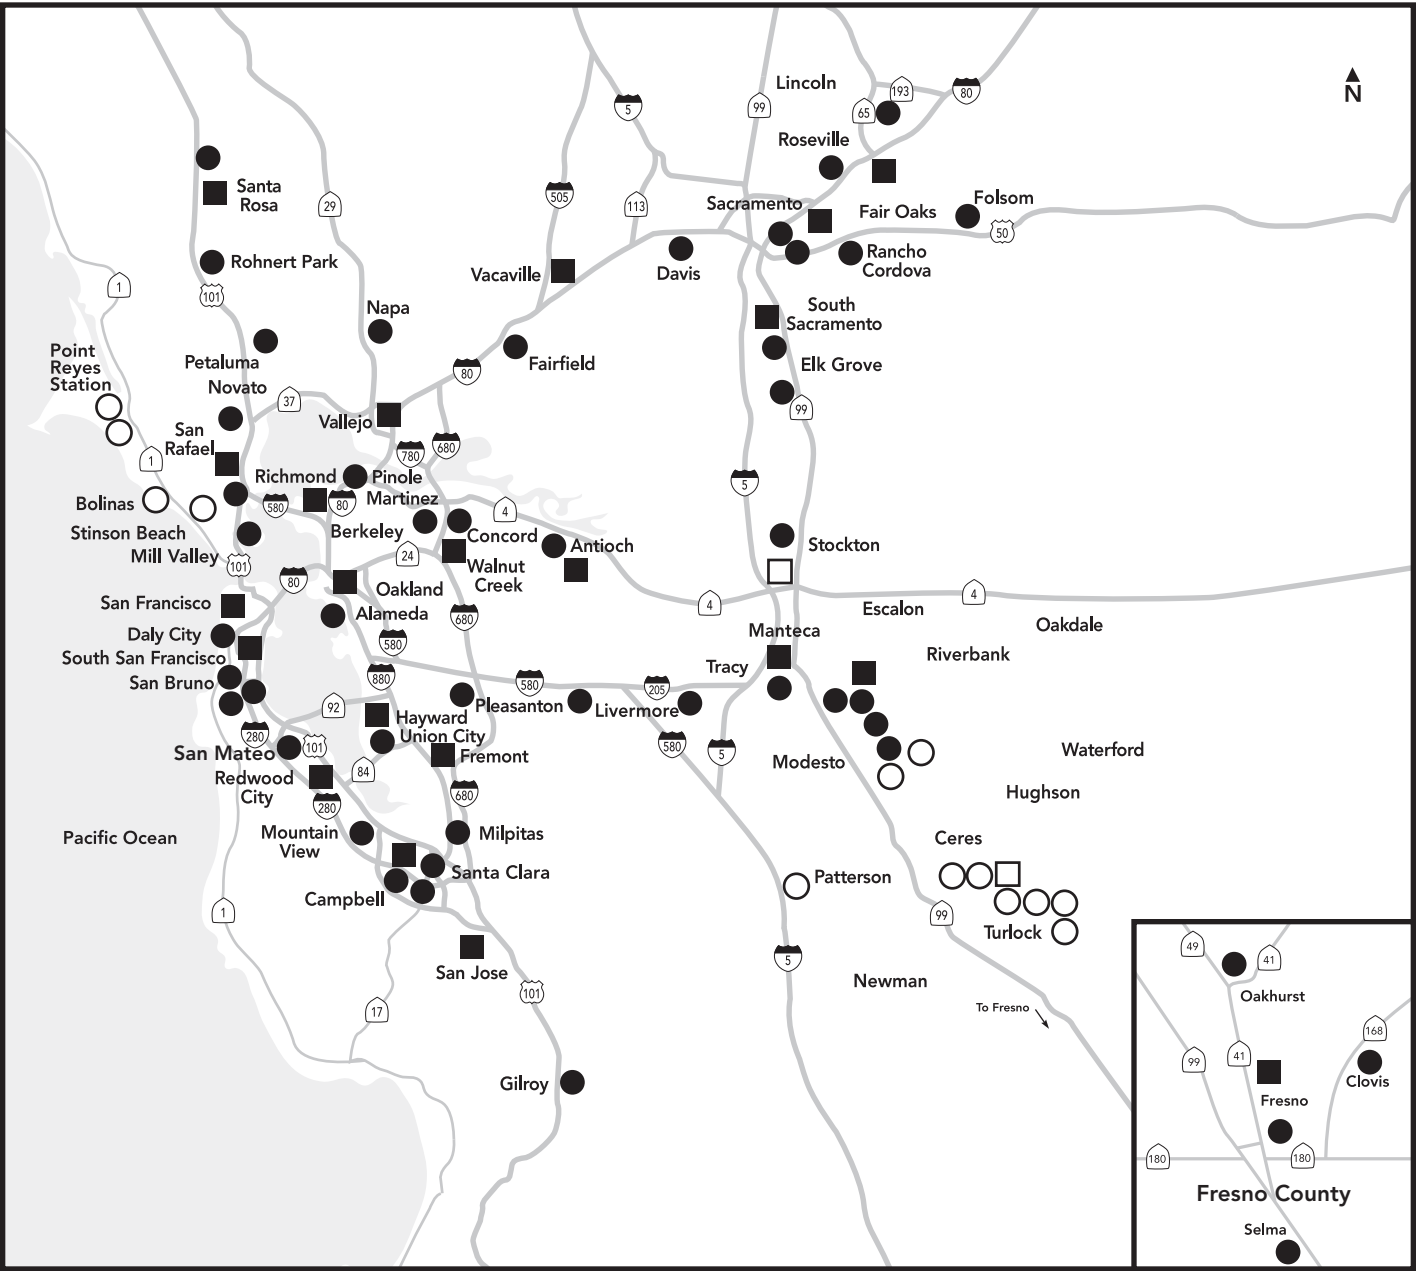 Lincoln
193
80
5
99
65
N
Roseville
Santa
Rosa
29
505
113
Sacramento
Fair Oaks
Folsom
50
Rohnert Park
Vacaville
Davis
Rancho
Cordova
1
101
Napa
South
Sacramento
Point
Reyes
Station
Petaluma
Novato
80
Fairfield
Elk Grove
37
99
Vallejo
San
Rafael
780
680
1
Richmond
Pinole
5
Martinez
Bolinas
580
80
4
Stinson Beach
Berkeley
Concord
Antioch
Stockton
Mill Valley
101
24
Walnut
Creek
80
Oakland
San Francisco
Alameda
680
4
Escalon
4
Oakdale
Daly City
580
Manteca
South San Francisco
Tracy
Riverbank
San Bruno
880
580
205
92
Pleasanton
Livermore
Hayward
280
Union City
San Mateo
101
Fremont
580
5
Waterford
Redwood
City
84
Modesto
Hughson
280
680
Pacific Ocean
Mountain
View
Milpitas
Ceres
Santa Clara
Patterson
Campbell
1
99
Turlock
49
41
5
San Jose
Newman
Oakhurst
101
To Fresno
17
168
99
41
Clovis
Gilroy
Fresno
180
180
Fresno County
Selma